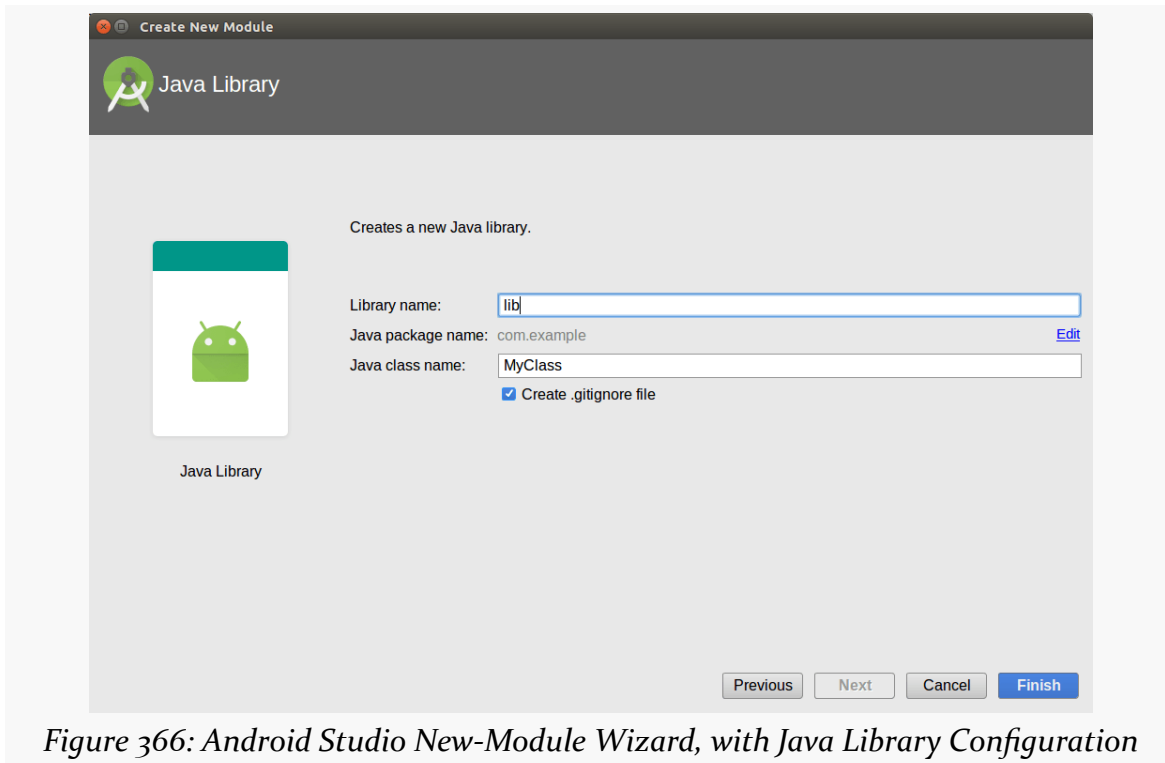 Create New Module
Java Library
Creates a new Java library.
Library name: lib
Java package name: com.example Edit
Java class name: MyClass
Create .gitignore file
Java Library
Previous Next Cancel Finish
Figure 366: Android Studio New-Module Wizard, with Java Library Configuration